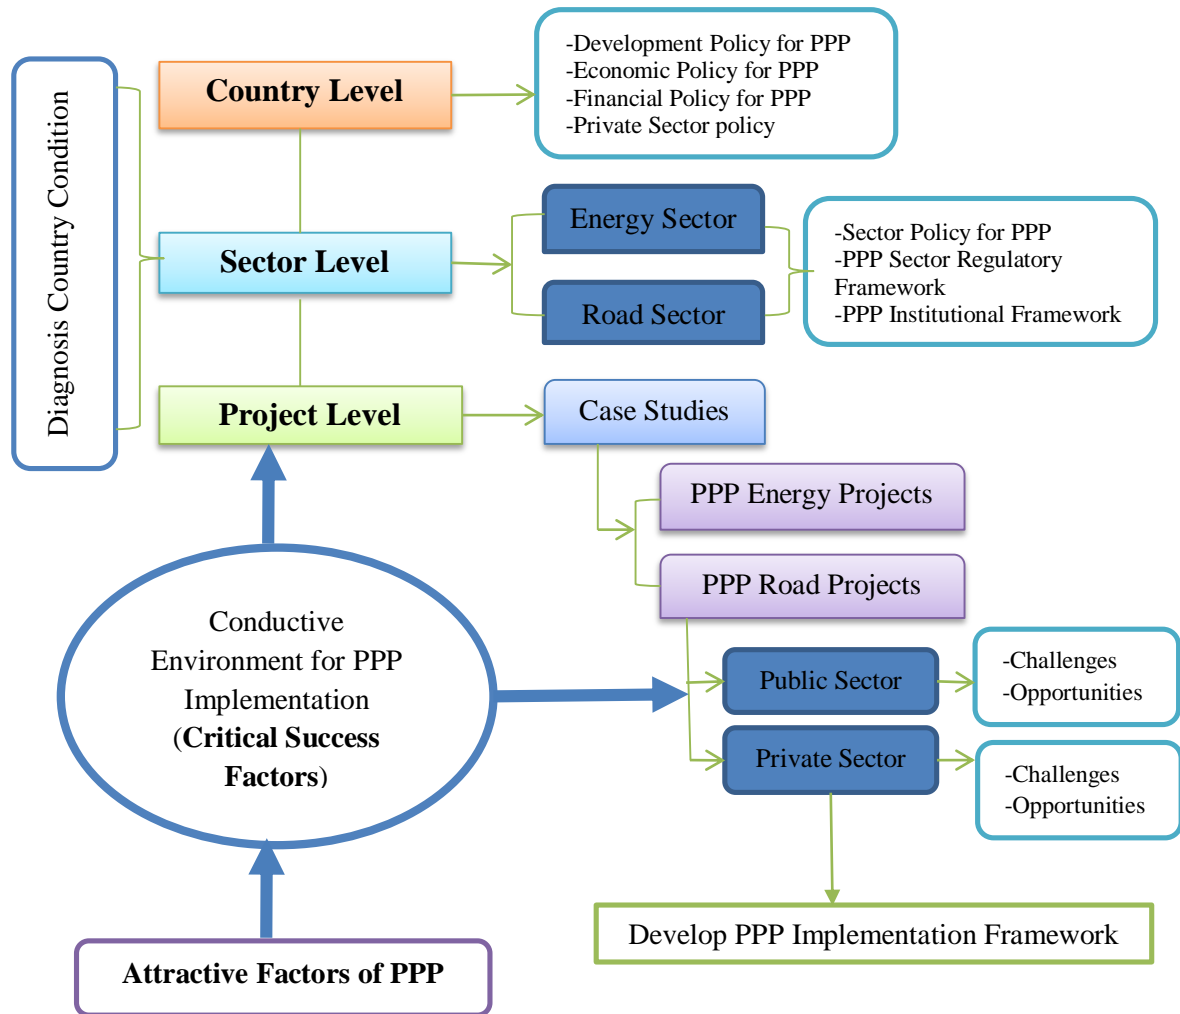 Diagnosis Country Condition
Country Level
-Development Policy for PPP
-Economic Policy for PPP
-Financial Policy for PPP
-Private Sector policy
Sector Level
Energy Sector
Road Sector
-Sector Policy for PPP
-PPP Sector Regulatory
Framework
-PPP Institutional Framework
Project Level
Case Studies
PPP Energy Projects
PPP Road Projects
Conductive
Environment for PPP
Implementation
(Critical Success
Factors)
Public Sector
-Challenges
-Opportunities
Private Sector
-Challenges
-Opportunities
Develop PPP Implementation Framework
Attractive Factors of PPP